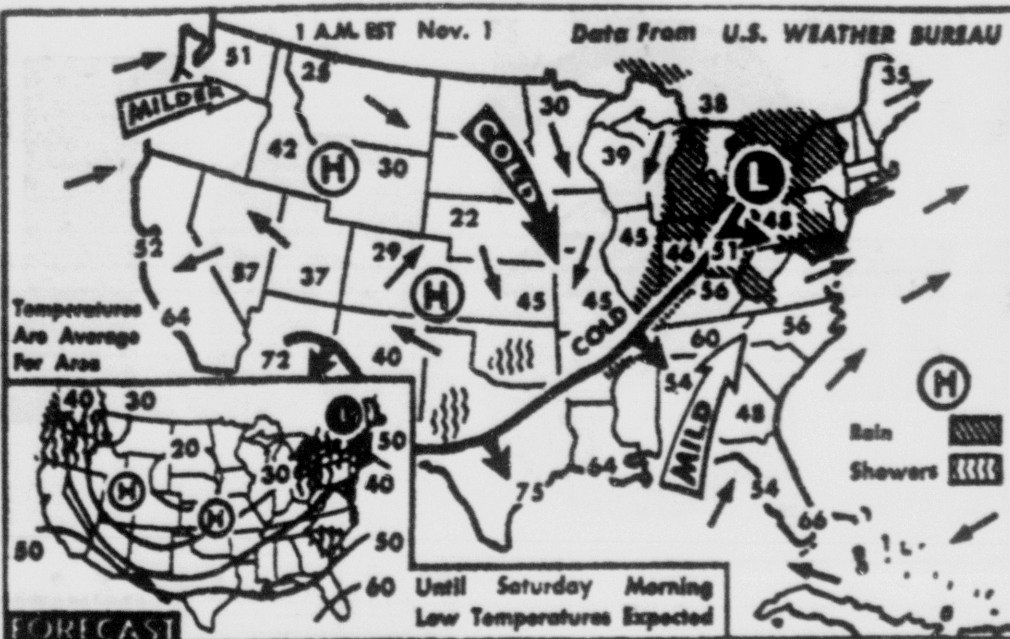 1 A.M. EST Nov. 1 Data From U.S. WEATHER BUREAU
51
25
35
MILDER
30
38
COLD
42
H
30
39
L
22
48
52
29
45
46
51
57
37
H
45
45
56
Temperatures
Are Average
For Area
64
COLD
60
56
72
40
54
H
MILD
48
Rain
Showers
64
75
54
66
40
30
L
50
20
30
40
H
H
50
50
60
Until Saturday Morning
Low Temperatures Expected
FORECAST